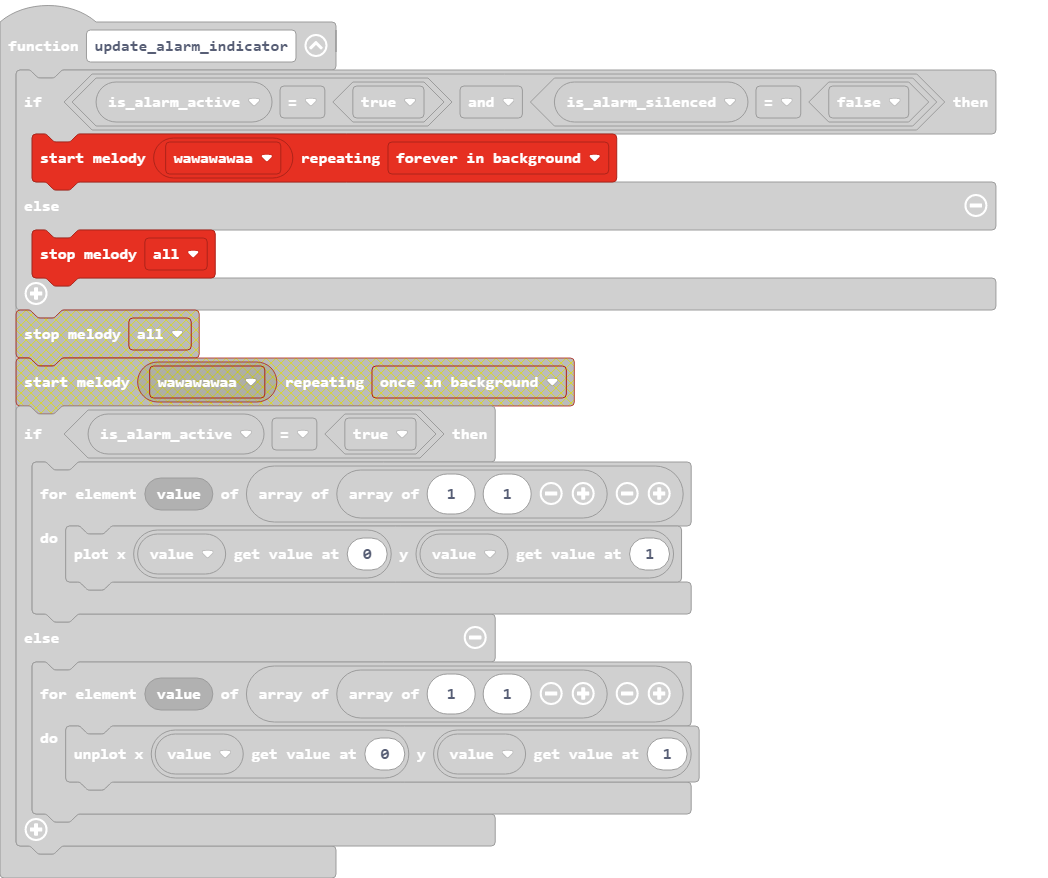 function update_alarm_indicator
if is_alarm_active = true and is_alarm_silenced = false then
start melody wawawawaa repeating forever in background
else
stop melody all
stop melody all
start melody wawawawaa repeating once in background
if is_alarm_active = true then
for element value of array of array of 1 1
do
plot x value get value at 0 y value get value at 1
else
for element value of array of array of 1 1
do
unplot x value get value at 0 y value get value at 1